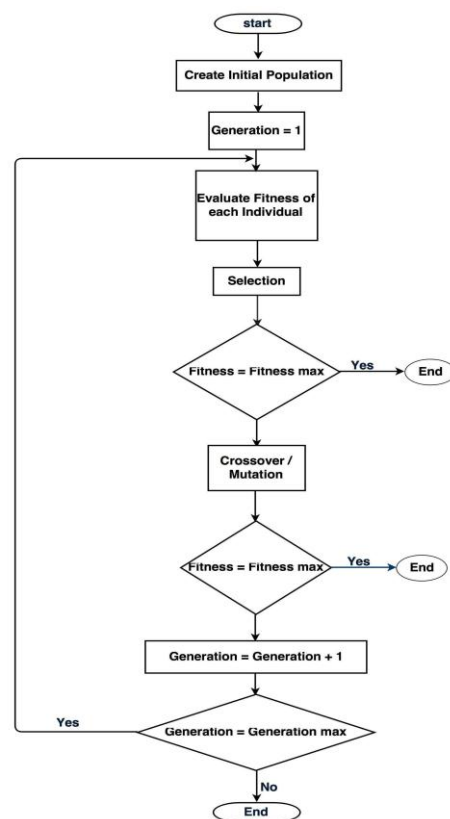 start
Create Initial Population
Generation = 1
Evaluate Fitness of
each Individual
Selection
Fitness = Fitness max
Yes
End
Crossover /
Mutation
Fitness = Fitness max
Yes
End
Generation = Generation + 1
Yes
Generation = Generation max
No
End